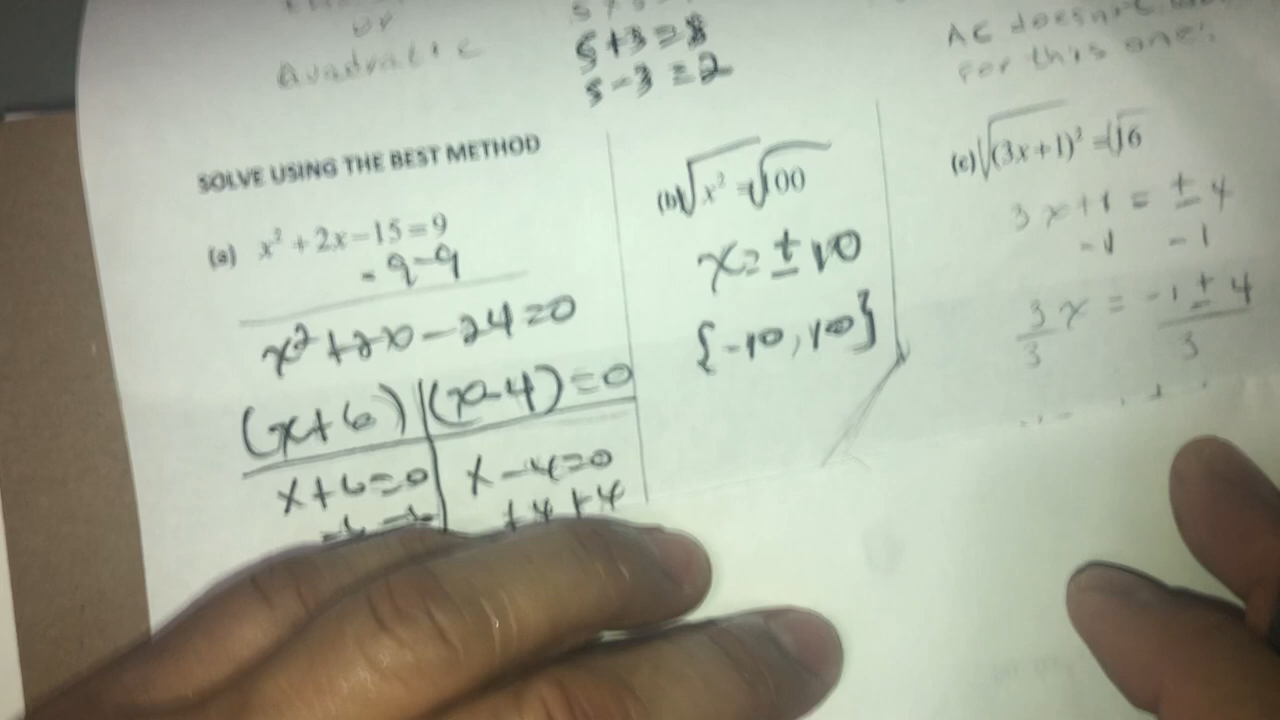 or
Quadratic
5+3=8
5-3=2
AC doesn't
for this one.
SOLVE USING THE BEST METHOD
(a) x² + 2x – 15 = 9
-9 -9
x²+2x-24=0
(x+6)(x-4)=0
x+6=0
x-4=0
+4 +4
(b) √x² = √100
x=±10
{-10, 10}
(c) √(3x+1)² = √16
3x+1 = ±4
-1 -1
3x = -1±4
3 3